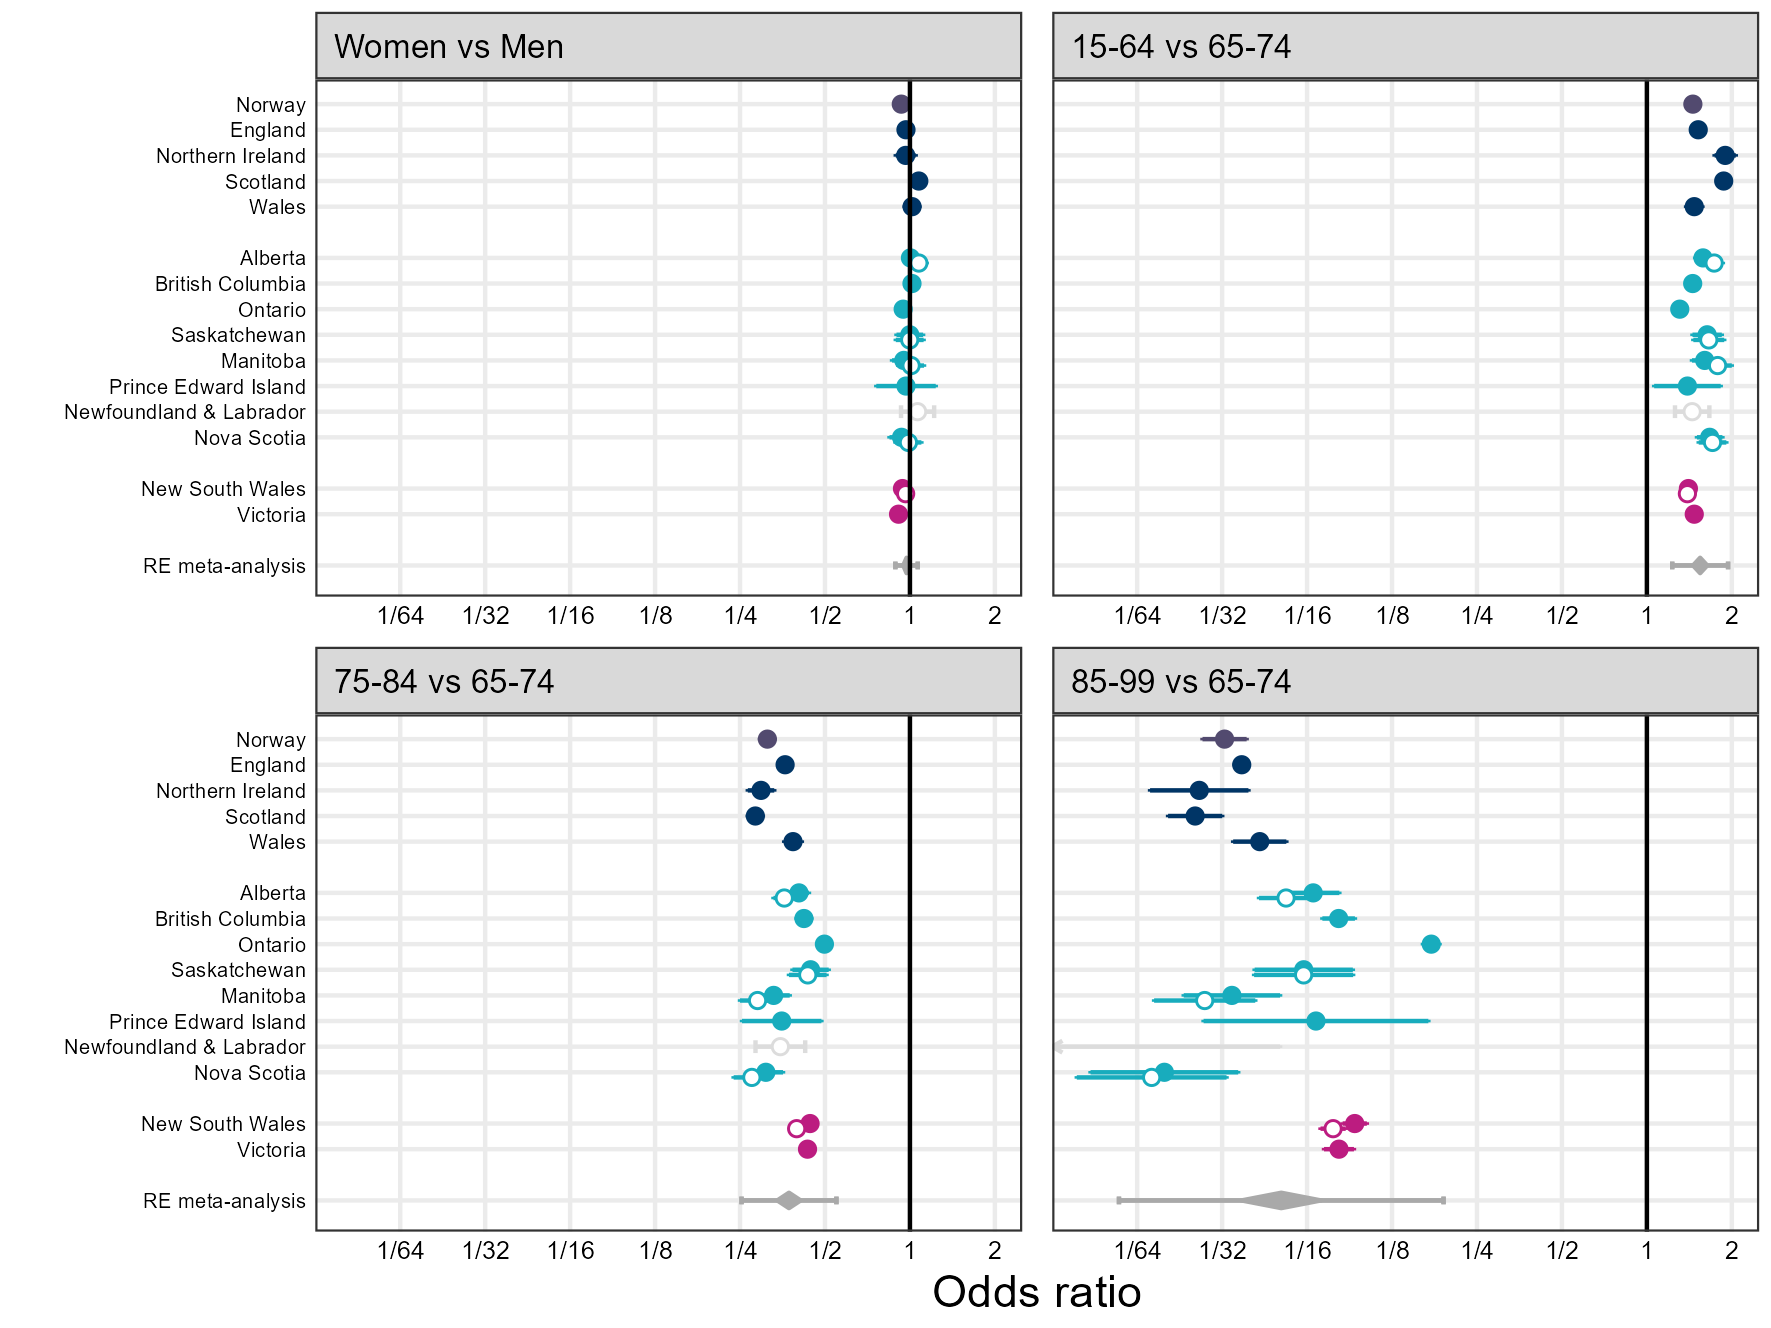 Women vs Men
15-64 vs 65-74
Norway
England
Northern Ireland
Scotland
Wales
Alberta
British Columbia
Ontario
Saskatchewan
Manitoba
Prince Edward Island
Newfoundland & Labrador
Nova Scotia
New South Wales
Victoria
RE meta-analysis
1/64 1/32 1/16 1/8 1/4 1/2 1 2
1/64 1/32 1/16 1/8 1/4 1/2 1 2
75-84 vs 65-74
85-99 vs 65-74
Norway
England
Northern Ireland
Scotland
Wales
Alberta
British Columbia
Ontario
Saskatchewan
Manitoba
Prince Edward Island
Newfoundland & Labrador
Nova Scotia
New South Wales
Victoria
RE meta-analysis
1/64 1/32 1/16 1/8 1/4 1/2 1 2
1/64 1/32 1/16 1/8 1/4 1/2 1 2
Odds ratio